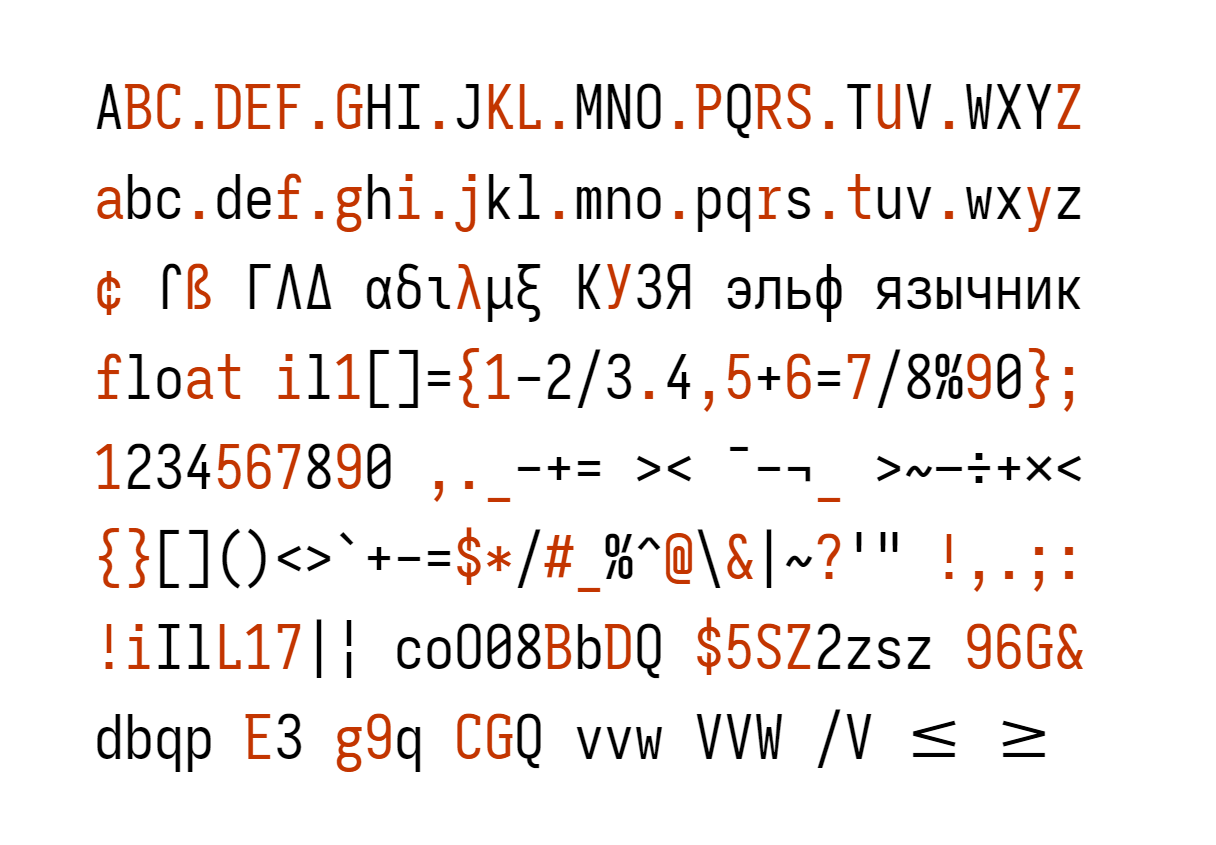 ABC.DEF.GHI.JKL.MNO.PQRS.TUV.WXYZ
abc.def.ghi.jkl.mno.pqrs.tuv.wxyz
¢ ſß ΓΛΔ αδιλμξ КУЗЯ эльф язычник
float il1[]={1-2/3.4,5+6=7/8%90};
1234567890 ,._-+= >< ¯-¬_ >~–÷+×<
{}[]()<>`+-=$*/#_%^@\&|~?'" !,.;:
!iIlL17|¦ coO08BbDQ $5SZ2zsz 96G&
dbqp E3 g9q CGQ vvw VVW /V ≤ ≥